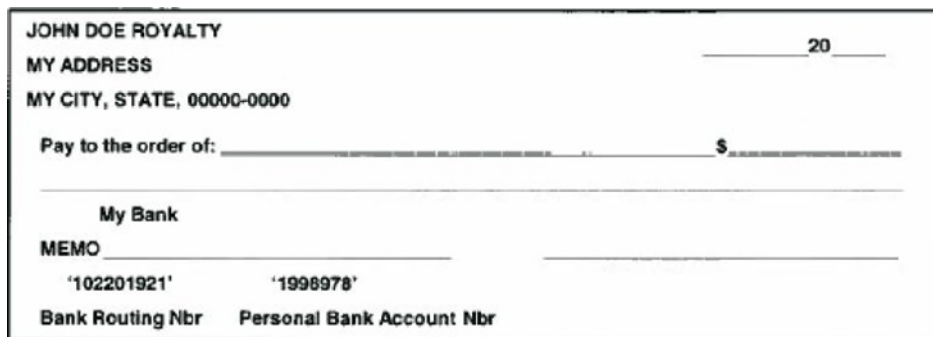 JOHN DOE ROYALTY
20
MY ADDRESS
MY CITY, STATE, 00000-0000
Pay to the order of: $
My Bank
MEMO
'102201921' '1998978'
Bank Routing Nbr Personal Bank Account Nbr